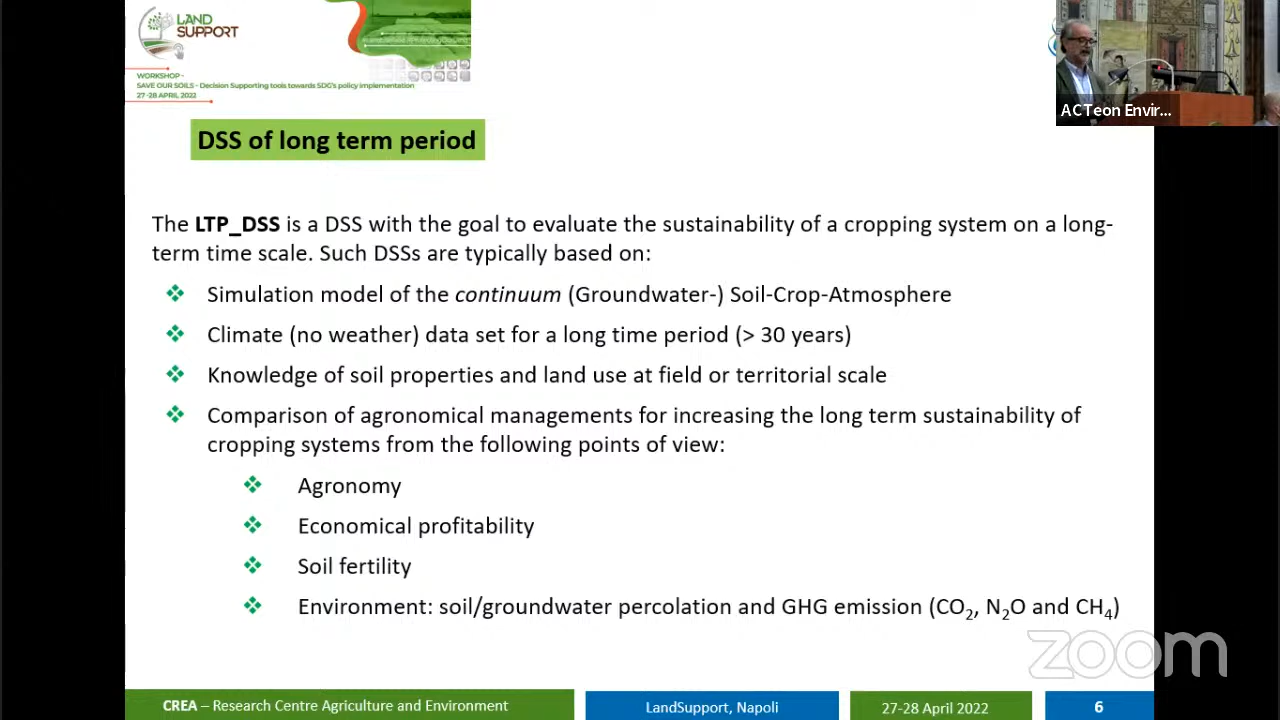 LAND
SUPPORT
WORKSHOP -
SAVE OUR SOILS - Decision Supporting tools towards SDG's policy implementation
27 -28 APRIL 2022
ACTeon Envir...
DSS of long term period
The LTP_DSS is a DSS with the goal to evaluate the sustainability of a cropping system on a long-
term time scale. Such DSSs are typically based on:
Simulation model of the continuum (Groundwater-) Soil-Crop-Atmosphere
Climate (no weather) data set for a long time period (> 30 years)
Knowledge of soil properties and land use at field or territorial scale
Comparison of agronomical managements for increasing the long term sustainability of
cropping systems from the following points of view:
Agronomy
Economical profitability
Soil fertility
Environment: soil/groundwater percolation and GHG emission (CO₂, N₂O and CH₄)
zoom
CREA – Research Centre Agriculture and Environment
LandSupport, Napoli
27-28 April 2022
6